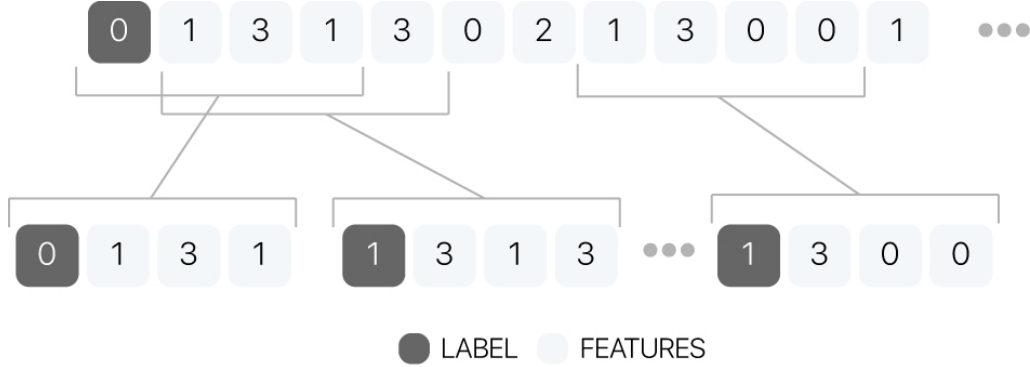 0 1 3 1 3 0 2 1 3 0 0 1
0 1 3 1 1 3 1 3 1 3 0 0
LABEL FEATURES